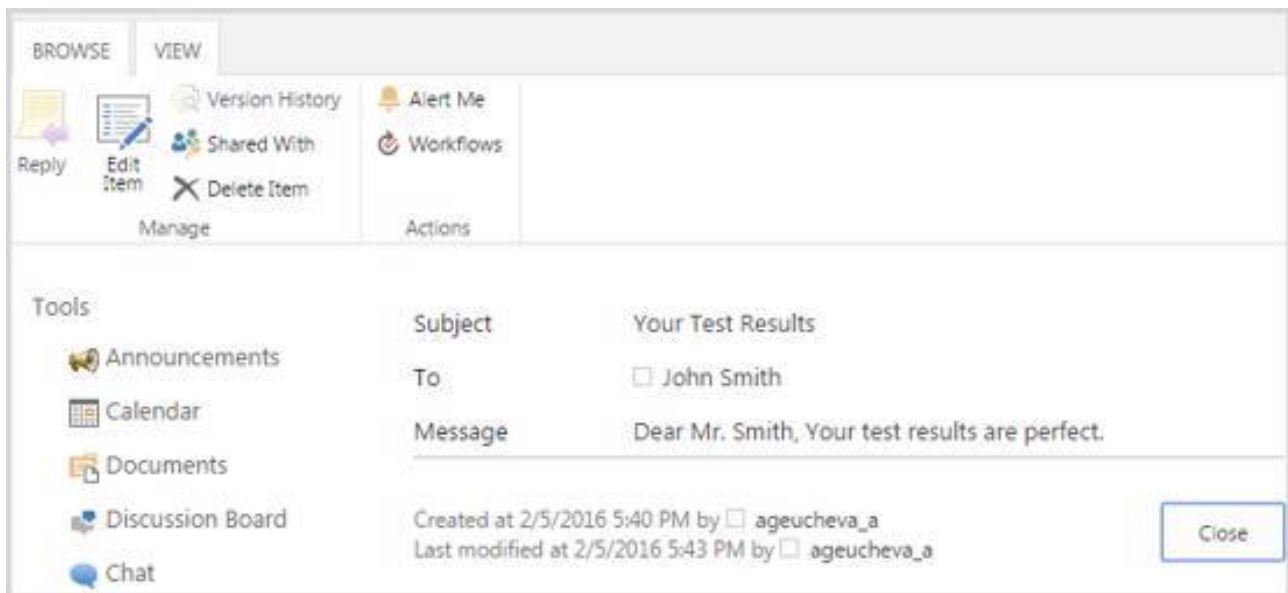 BROWSE VIEW
Version History
Alert Me
Shared With
Workflows
Reply
Edit
Item
Delete Item
Manage
Actions
Tools
Announcements
Calendar
Documents
Discussion Board
Chat
Subject Your Test Results
To John Smith
Message Dear Mr. Smith, Your test results are perfect.
Created at 2/5/2016 5:40 PM by ageucheva_a
Last modified at 2/5/2016 5:43 PM by ageucheva_a
Close